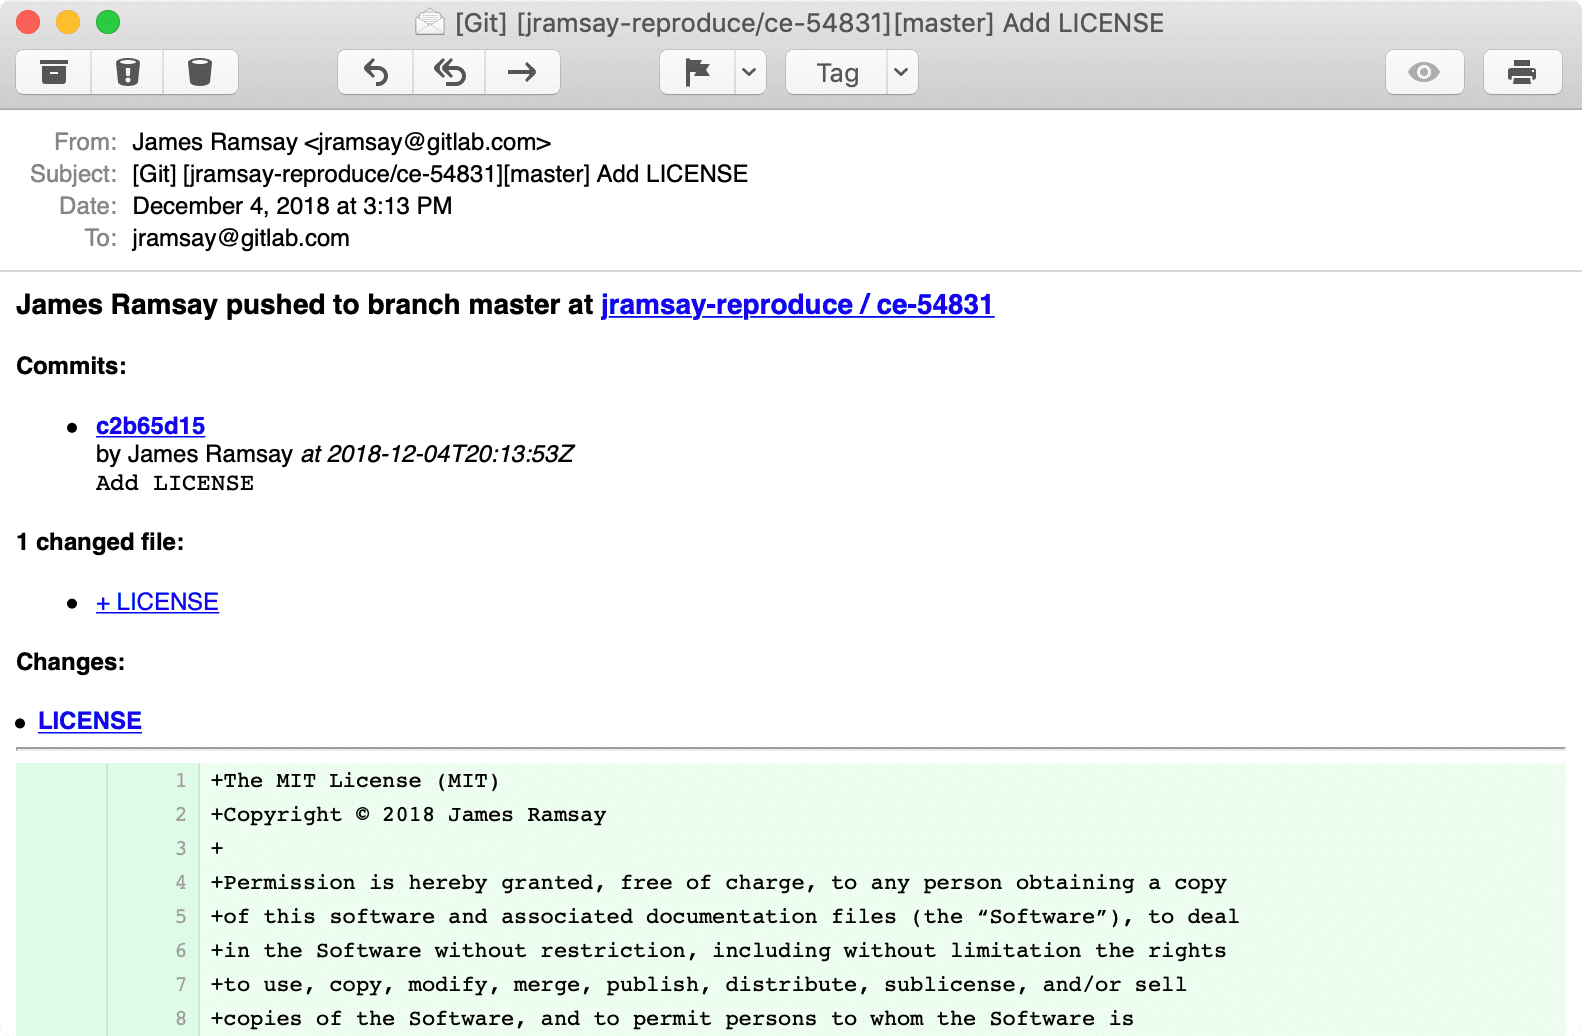 [Git] [jramsay-reproduce/ce-54831][master] Add LICENSE
Tag
From: James Ramsay <jramsay@gitlab.com>
Subject: [Git] [jramsay-reproduce/ce-54831][master] Add LICENSE
Date: December 4, 2018 at 3:13 PM
To: jramsay@gitlab.com
James Ramsay pushed to branch master at jramsay-reproduce / ce-54831
Commits:
• c2b65d15
by James Ramsay at 2018-12-04T20:13:53Z
Add LICENSE
1 changed file:
• + LICENSE
Changes:
• LICENSE
1 +The MIT License (MIT)
2 +Copyright © 2018 James Ramsay
3 +
4 +Permission is hereby granted, free of charge, to any person obtaining a copy
5 +of this software and associated documentation files (the “Software”), to deal
6 +in the Software without restriction, including without limitation the rights
7 +to use, copy, modify, merge, publish, distribute, sublicense, and/or sell
8 +copies of the Software, and to permit persons to whom the Software is